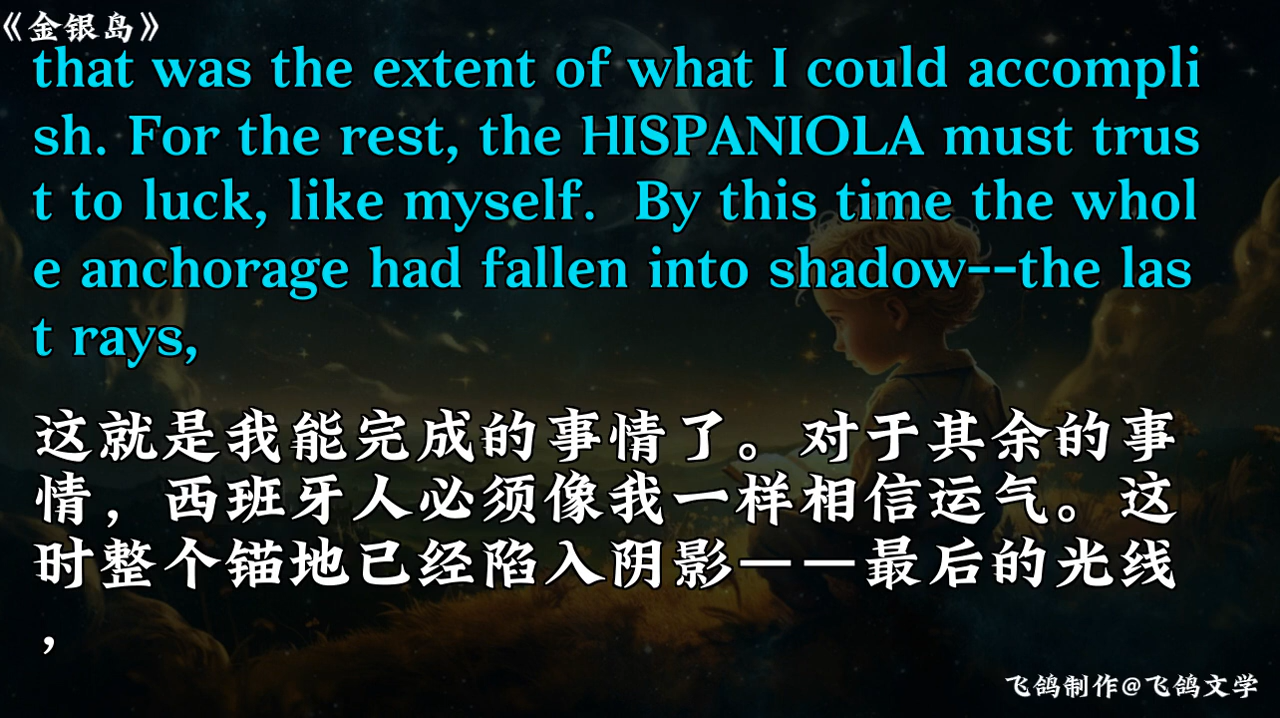 《金银岛》
that was the extent of what I could accompli
sh. For the rest, the HISPANIOLA must trus
t to luck, like myself.  By this time the whol
e anchorage had fallen into shadow--the las
t rays,
这就是我能完成的事情了。对于其余的事
情，西班牙人必须像我一样相信运气。这
时整个锚地已经陷入阴影——最后的光线
，
飞鸽制作@飞鸽文学